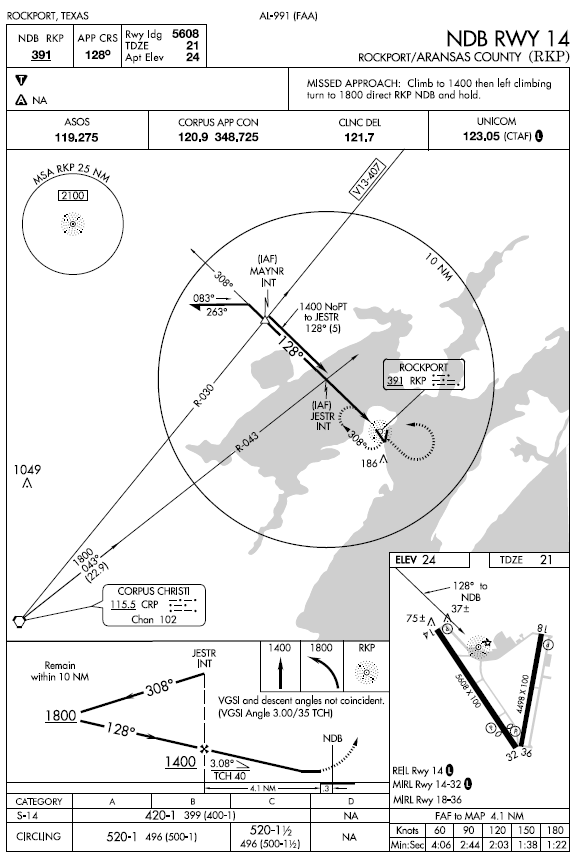 ROCKPORT, TEXAS
AL-991 (FAA)
NDB RKP
391
APP CRS
128°
Rwy ldg 5608
TDZE 21
Apt Elev 24
NDB RWY 14
ROCKPORT/ARANSAS COUNTY (RKP)
T
A NA
MISSED APPROACH: Climb to 1400 then left climbing
turn to 1800 direct RKP NDB and hold.
ASOS
119.275
CORPUS APP CON
120.9 348.725
CLNC DEL
121.7
UNICOM
123.05 (CTAF) L
MSA RKP 25 NM
2100
V13-407
10 NM
(IAF)
MAYNR
INT
308°
083°
263°
1400 NoPT
to JESTR
128° (5)
128°
ROCKPORT
391 RKP
(IAF)
JESTR
INT
308°
R-030
R-043
186
1049
1800
043°
(22.9)
CORPUS CHRISTI
115.5 CRP
Chan 102
ELEV 24
TDZE 21
128° to
NDB
75±
37±
14
18
P
5608 X 100
4498 X 100
32
36
REIL Rwy 14 L
MIRL Rwy 14-32 L
MIRL Rwy 18-36
Remain
within 10 NM
JESTR
INT
1400
1800
RKP
308°
1800
128°
VGSI and descent angles not coincident.
(VGSI Angle 3.00/35 TCH)
NDB
1400
3.08°
TCH 40
4.1 NM
.3
CATEGORY A B C D
S-14 420-1 399 (400-1) NA
CIRCLING 520-1 496 (500-1) 520-1½ 496 (500-1½) NA
FAF to MAP 4.1 NM
Knots 60 90 120 150 180
Min:Sec 4:06 2:44 2:03 1:38 1:22